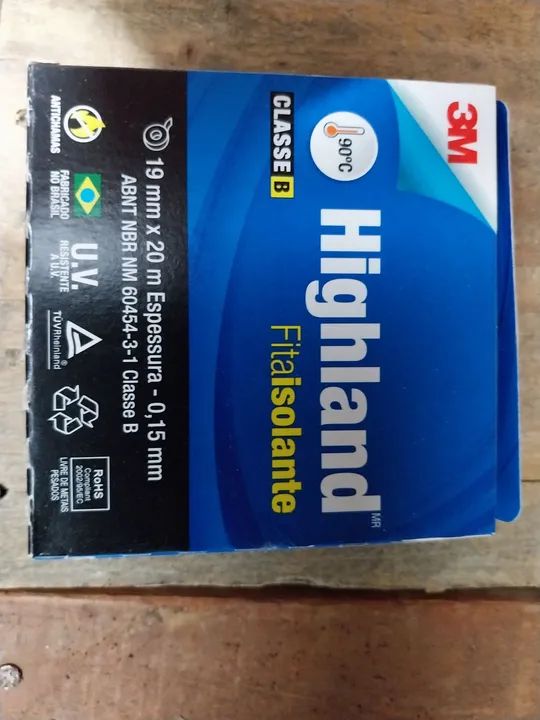 3M
90°C
CLASSE B
Highland MR
Fitaisolante
19 mm x 20 m Espessura - 0,15 mm
ABNT NBR NM 60454-3-1 Classe B
ANTICHAMAS
FABRICADO
NO BRASIL
U.V.
RESISTENTE
A U.V.
TÜVRheinland
RoHS
Compliant
2002/95/EC
LIVRE DE METAIS
PESADOS